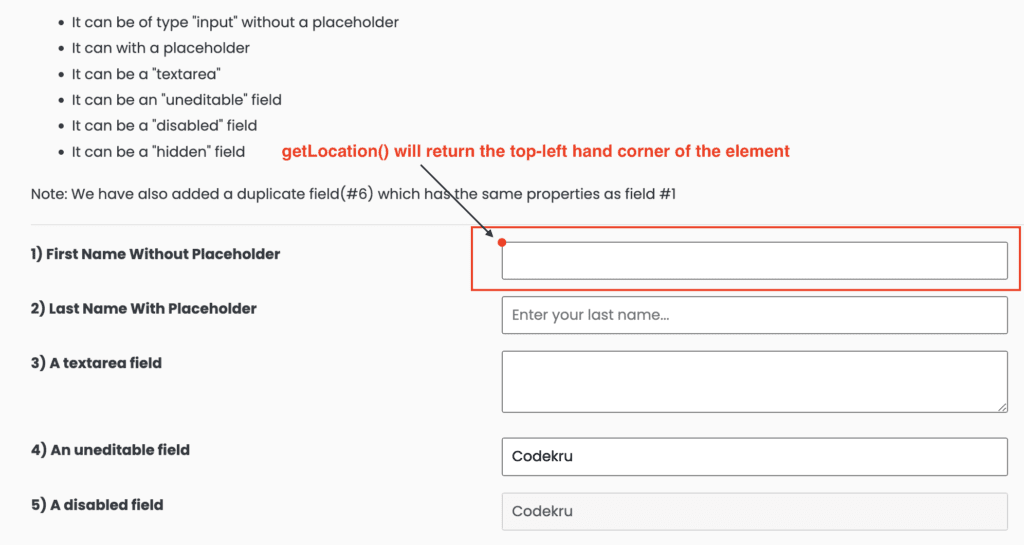 It can be of type "input" without a placeholder
It can with a placeholder
It can be a "textarea"
It can be an "uneditable" field
It can be a "disabled" field
It can be a "hidden" field
getLocation() will return the top-left hand corner of the element
Note: We have also added a duplicate field(#6) which has the same properties as field #1
1) First Name Without Placeholder
2) Last Name With Placeholder
Enter your last name...
3) A textarea field
4) An uneditable field
Codekru
5) A disabled field
Codekru